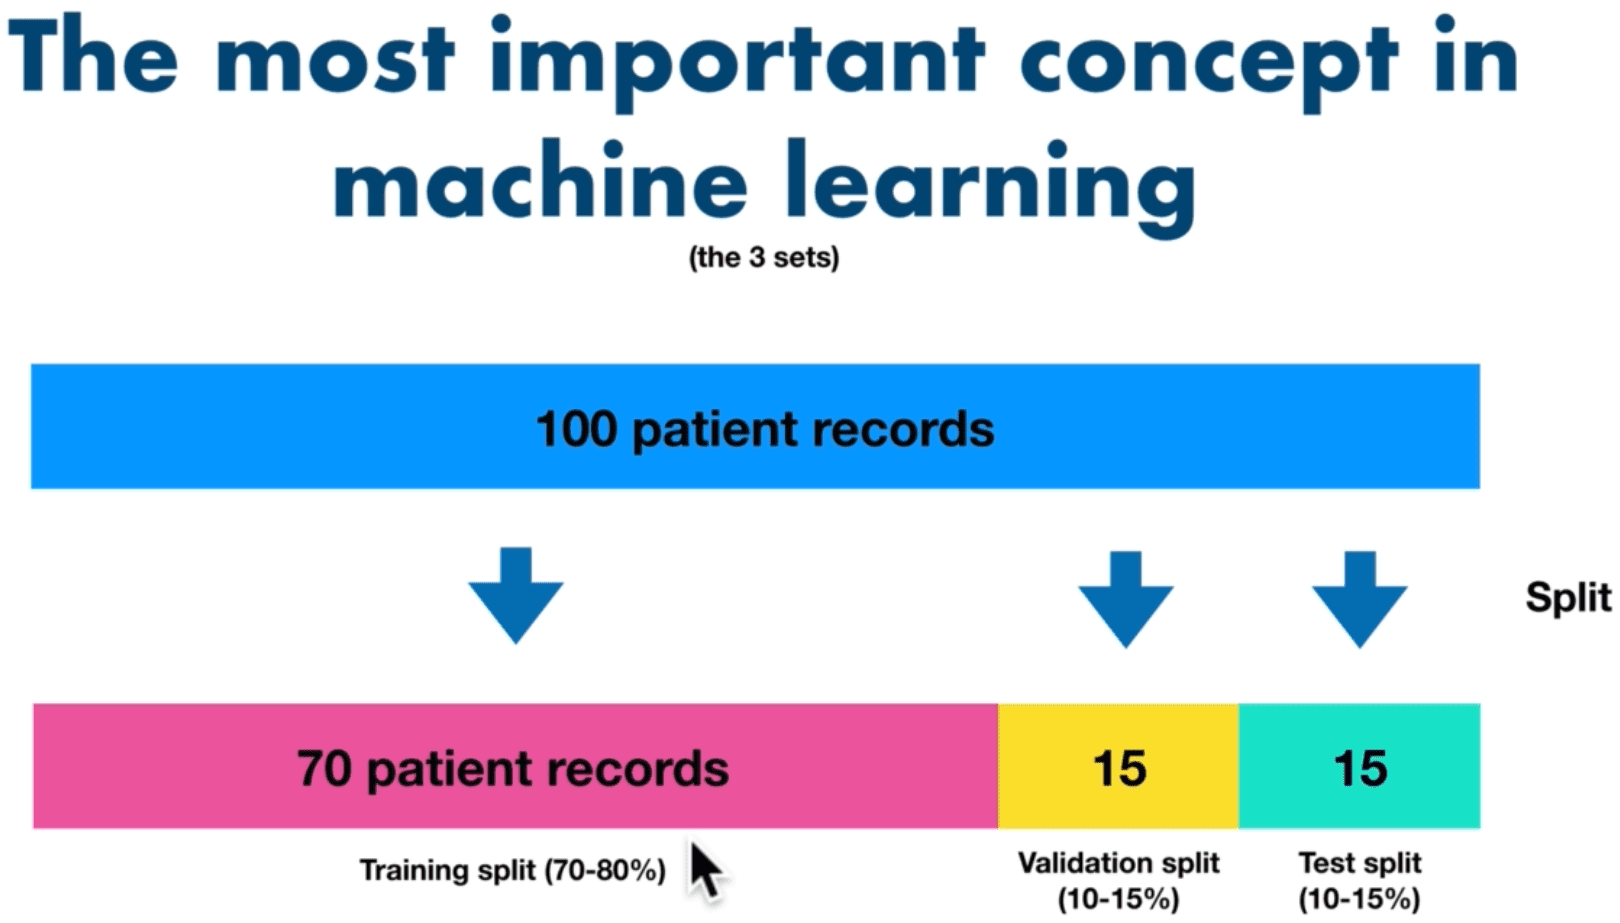 The most important concept in
machine learning
(the 3 sets)
100 patient records
Split
70 patient records
15
15
Training split (70-80%)
Validation split
(10-15%)
Test split
(10-15%)